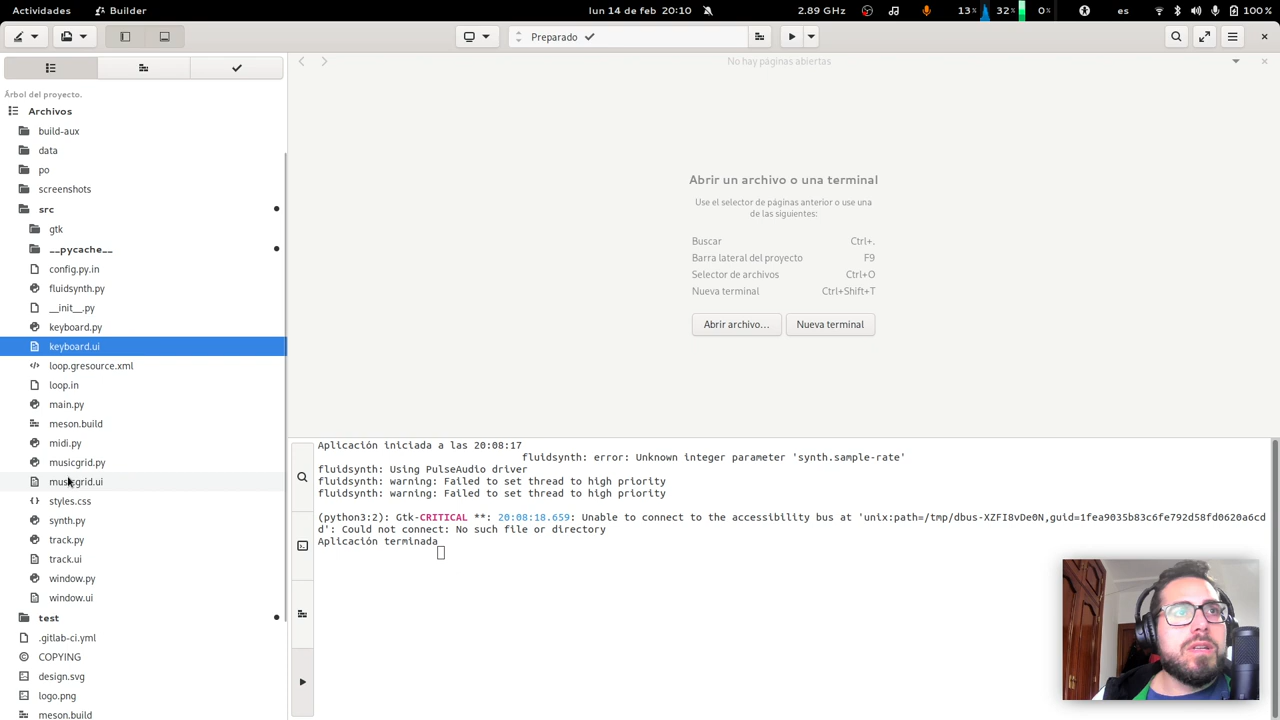 Actividades
Builder
lun 14 de feb 20:10
2.89 GHz
13%
32%
0%
es
100 %
Preparado
No hay páginas abiertas
Árbol del proyecto.
Archivos
build-aux
data
po
screenshots
src
gtk
__pycache__
config.py.in
fluidsynth.py
__init__.py
keyboard.py
keyboard.ui
loop.gresource.xml
loop.in
main.py
meson.build
midi.py
musicgrid.py
musicgrid.ui
styles.css
synth.py
track.py
track.ui
window.py
window.ui
test
.gitlab-ci.yml
COPYING
design.svg
logo.png
meson.build
Abrir un archivo o una terminal
Use el selector de páginas anterior o use una
de las siguientes:
Buscar Ctrl+.
Barra lateral del proyecto F9
Selector de archivos Ctrl+O
Nueva terminal Ctrl+Shift+T
Abrir archivo...
Nueva terminal
Aplicación iniciada a las 20:08:17
fluidsynth: error: Unknown integer parameter 'synth.sample-rate'
fluidsynth: Using PulseAudio driver
fluidsynth: warning: Failed to set thread to high priority
fluidsynth: warning: Failed to set thread to high priority
(python3:2): Gtk-CRITICAL **: 20:08:18.659: Unable to connect to the accessibility bus at 'unix:path=/tmp/dbus-XZFI8vDe0N,guid=1fea9035b83c6fe792d58fd0620a6cd
d': Could not connect: No such file or directory
Aplicación terminada